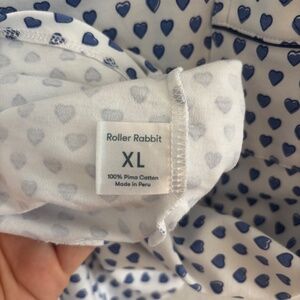 Roller Rabbit
XL
100% Pima Cotton
Made in Peru